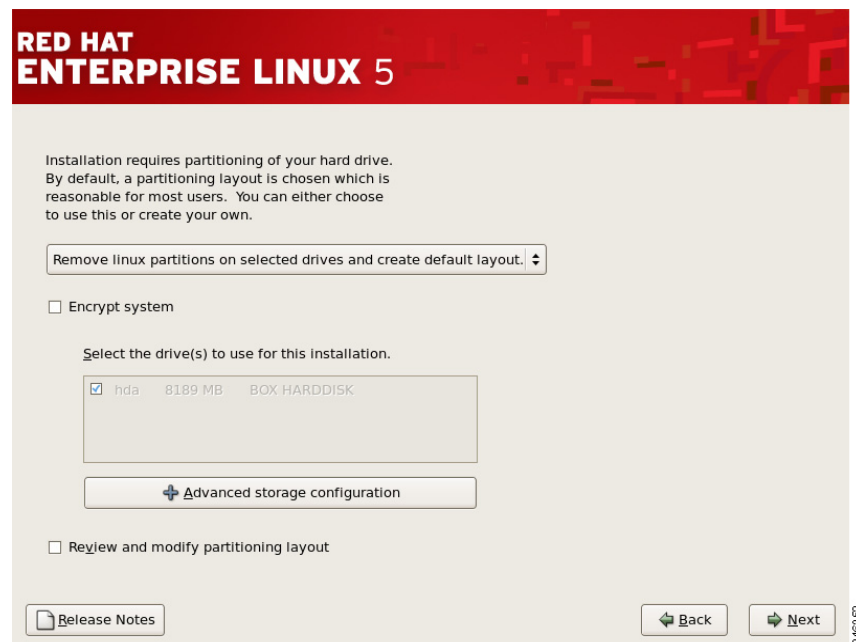 RED HAT
ENTERPRISE LINUX 5
Installation requires partitioning of your hard drive.
By default, a partitioning layout is chosen which is
reasonable for most users. You can either choose
to use this or create your own.
Remove linux partitions on selected drives and create default layout.
Encrypt system
Select the drive(s) to use for this installation.
hda 8189 MB BOX HARDDISK
Advanced storage configuration
Review and modify partitioning layout
Release Notes
Back
Next